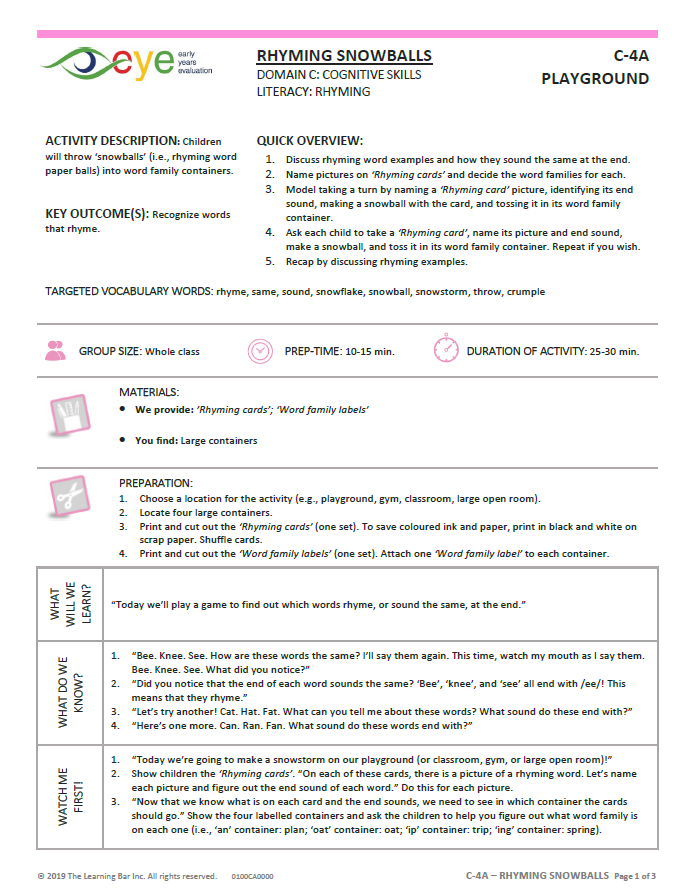 eye early
years
evaluation
RHYMING SNOWBALLS
DOMAIN C: COGNITIVE SKILLS
LITERACY: RHYMING
C-4A
PLAYGROUND
ACTIVITY DESCRIPTION: Children
will throw ‘snowballs’ (i.e., rhyming word
paper balls) into word family containers.
KEY OUTCOME(S): Recognize words
that rhyme.
QUICK OVERVIEW:
1. Discuss rhyming word examples and how they sound the same at the end.
2. Name pictures on ‘Rhyming cards’ and decide the word families for each.
3. Model taking a turn by naming a ‘Rhyming card’ picture, identifying its end
sound, making a snowball with the card, and tossing it in its word family
container.
4. Ask each child to take a ‘Rhyming card’, name its picture and end sound,
make a snowball, and toss it in its word family container. Repeat if you wish.
5. Recap by discussing rhyming examples.
TARGETED VOCABULARY WORDS: rhyme, same, sound, snowflake, snowball, snowstorm, throw, crumple
GROUP SIZE: Whole class
PREP-TIME: 10-15 min.
DURATION OF ACTIVITY: 25-30 min.
MATERIALS:
• We provide: ‘Rhyming cards’; ‘Word family labels’
• You find: Large containers
PREPARATION:
1. Choose a location for the activity (e.g., playground, gym, classroom, large open room).
2. Locate four large containers.
3. Print and cut out the ‘Rhyming cards’ (one set). To save coloured ink and paper, print in black and white on
scrap paper. Shuffle cards.
4. Print and cut out the ‘Word family labels’ (one set). Attach one ‘Word family label’ to each container.
WHAT
WILL WE
LEARN?
“Today we’ll play a game to find out which words rhyme, or sound the same, at the end.”
WHAT DO WE
KNOW?
1. “Bee. Knee. See. How are these words the same? I’ll say them again. This time, watch my mouth as I say them.
Bee. Knee. See. What did you notice?”
2. “Did you notice that the end of each word sounds the same? ‘Bee’, ‘knee’, and ‘see’ all end with /ee/! This
means that they rhyme.”
3. “Let’s try another! Cat. Hat. Fat. What can you tell me about these words? What sound do these end with?”
4. “Here’s one more. Can. Ran. Fan. What sound do these words end with?”
WATCH ME
FIRST!
1. “Today we’re going to make a snowstorm on our playground (or classroom, gym, or large open room)!”
2. Show children the ‘Rhyming cards’. “On each of these cards, there is a picture of a rhyming word. Let’s name
each picture and figure out the end sound of each word.” Do this for each picture.
3. “Now that we know what is on each card and the end sounds, we need to see in which container the cards
should go.” Show the four labelled containers and ask the children to help you figure out what word family is
on each one (i.e., ‘an’ container: plan; ‘oat’ container: oat; ‘ip’ container: trip; ‘ing’ container: spring).
© 2019 The Learning Bar Inc. All rights reserved. 0100CA0000
C-4A – RHYMING SNOWBALLS Page 1 of 3